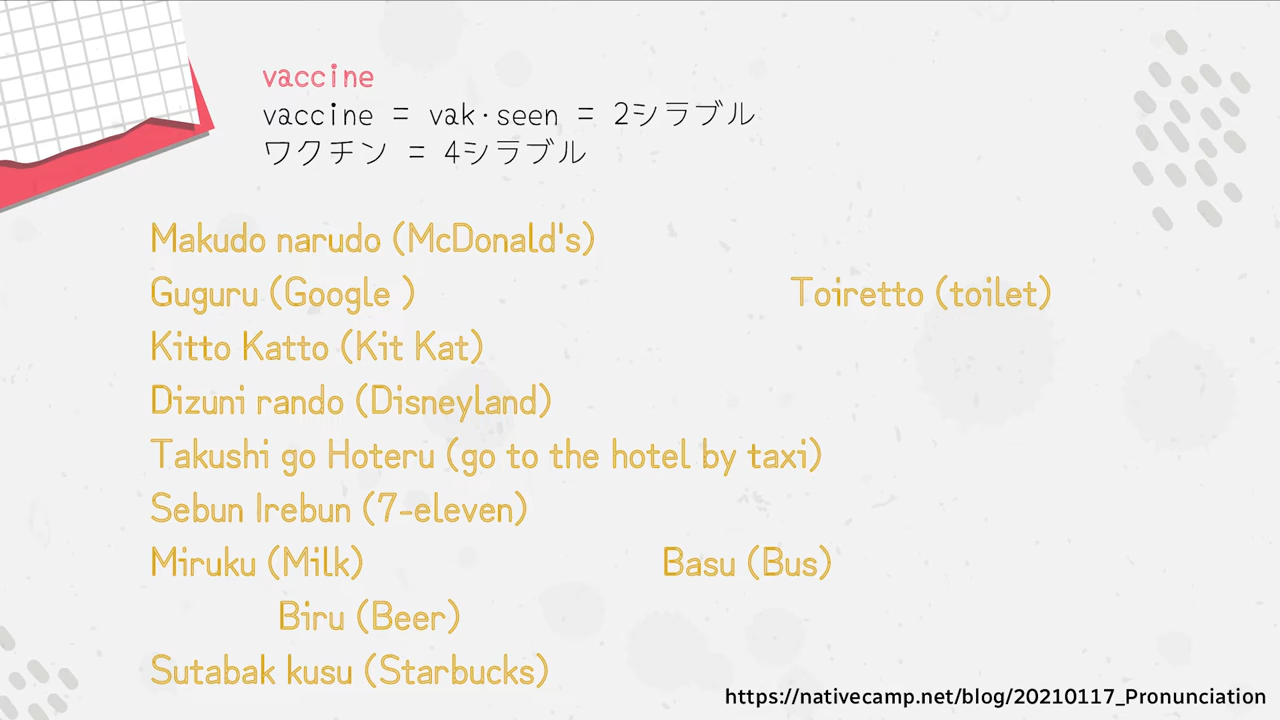 vaccine
vaccine = vak·seen = 2シラブル
ワクチン = 4シラブル
Makudo narudo (McDonald's)
Guguru (Google )
Toiretto (toilet)
Kitto Katto (Kit Kat)
Dizuni rando (Disneyland)
Takushi go Hoteru (go to the hotel by taxi)
Sebun Irebun (7-eleven)
Miruku (Milk)
Basu (Bus)
Biru (Beer)
Sutabak kusu (Starbucks)
https://nativecamp.net/blog/20210117_Pronunciation